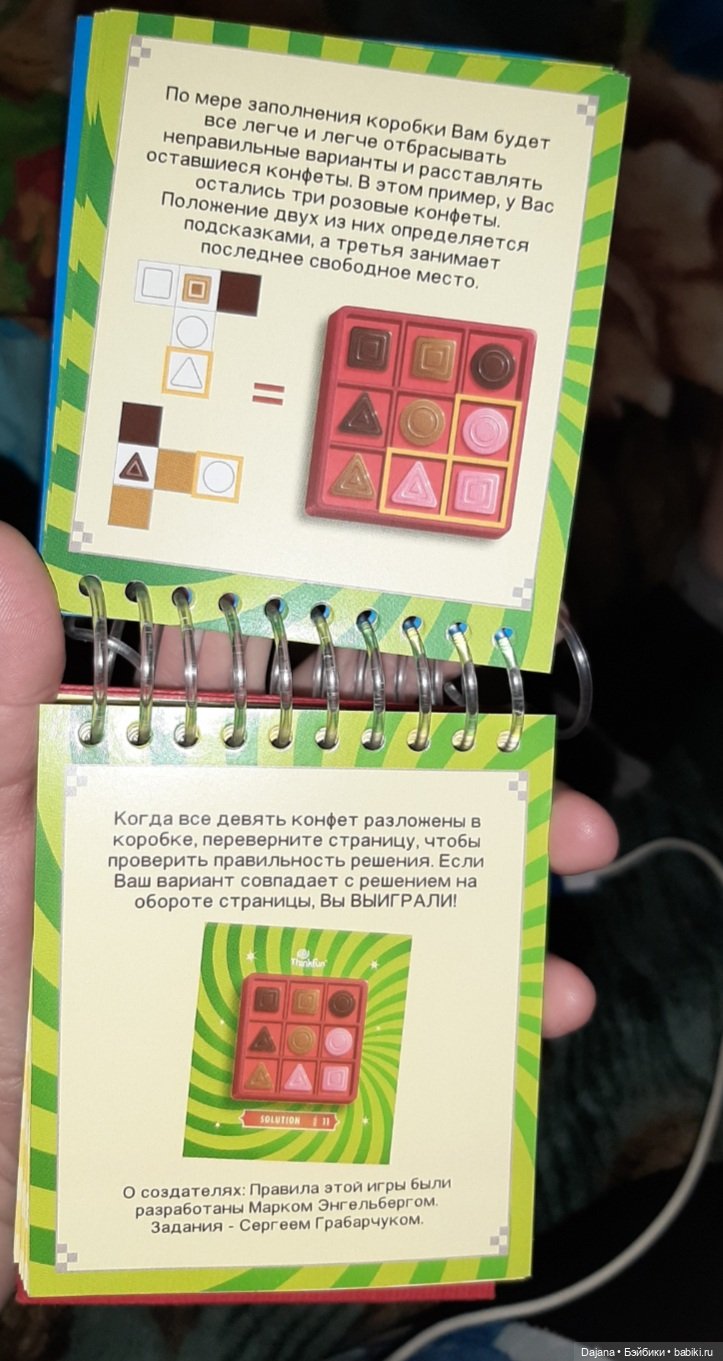 По мере заполнения коробки Вам будет
все легче и легче отбрасывать
неправильные варианты и расставлять
оставшиеся конфеты. В этом пример, у Вас
остались три розовые конфеты.
Положение двух из них определяется
подсказками, а третья занимает
последнее свободное место.
=
Когда все девять конфет разложены в
коробке, переверните страницу, чтобы
проверить правильность решения. Если
Ваш вариант совпадает с решением на
обороте страницы, Вы ВЫИГРАЛИ!
ThinkFun
SOLUTION 11
О создателях: Правила этой игры были
разработаны Марком Энгельбергом.
Задания - Сергеем Грабарчуком.
Dajana • Бэйбики • babiki.ru